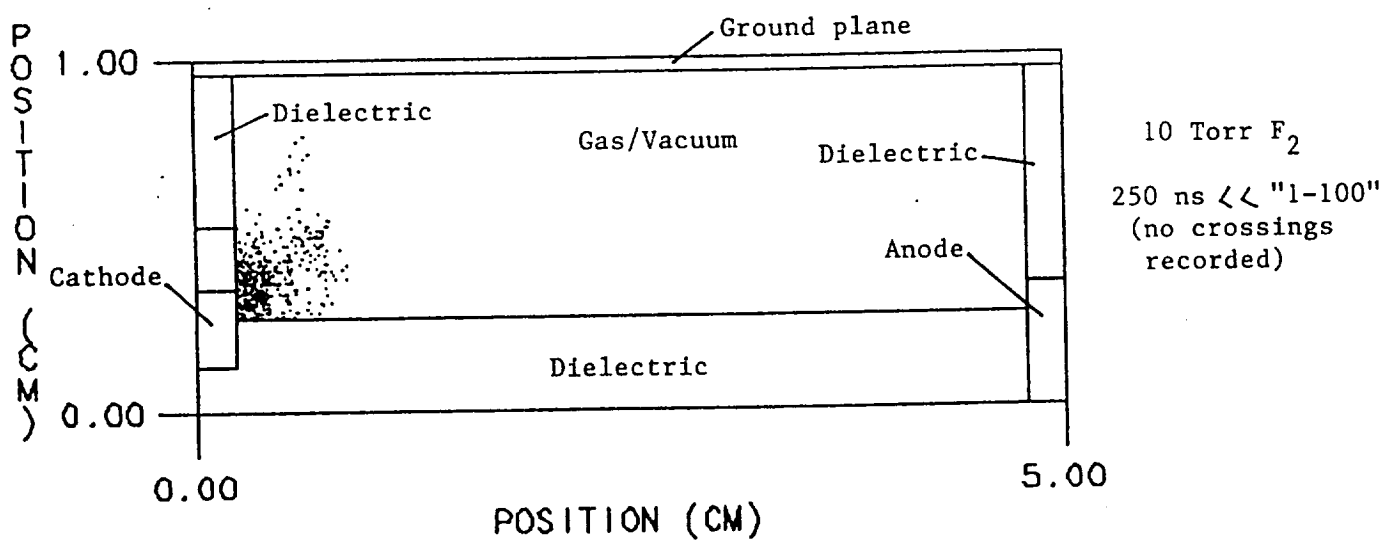 POSITION (CM)
1.00
0.00
Ground plane
Dielectric
Gas/Vacuum
Dielectric
Cathode
Anode
Dielectric
10 Torr F₂
250 ns << "1-100"
(no crossings
recorded)
0.00
5.00
POSITION (CM)